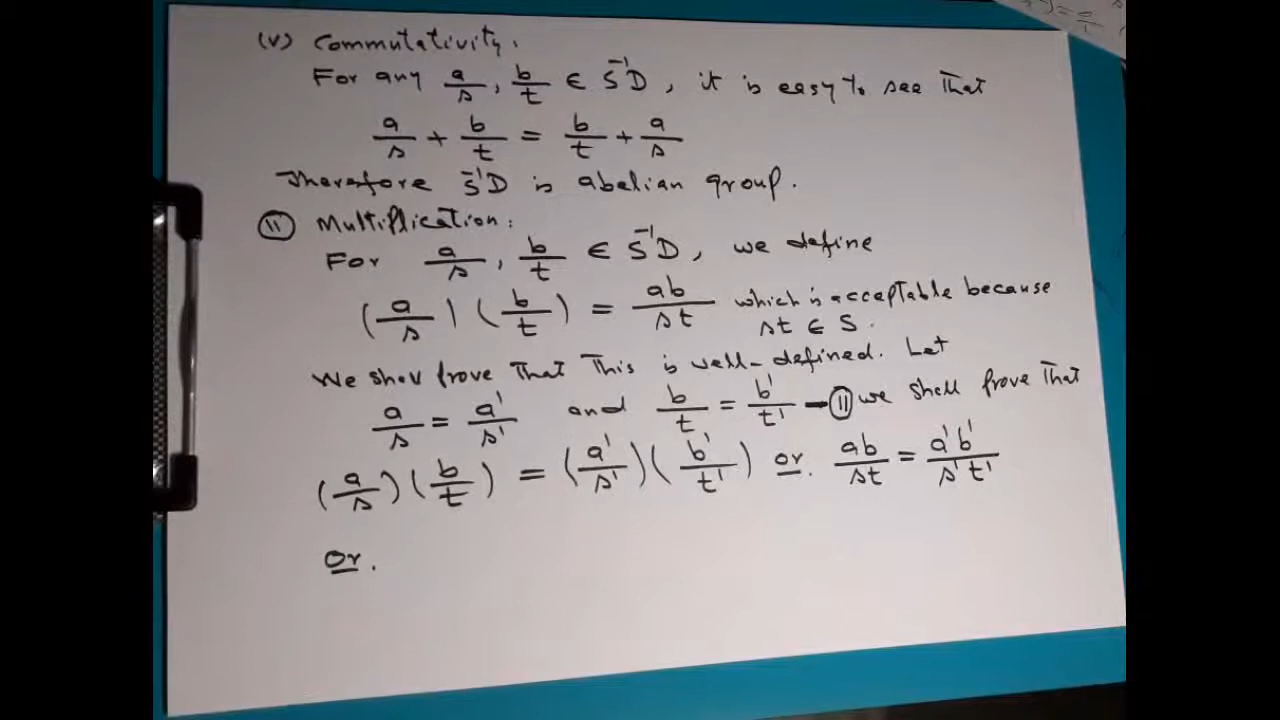 (v) Commutativity.
For any a/s, b/t ∈ S⁻¹D, it is easy to see that
a/s + b/t = b/t + a/s
Therefore S⁻¹D is abelian group.
(II) Multiplication:
For a/s, b/t ∈ S⁻¹D, we define
(a/s)(b/t) = ab/st which is acceptable because
st ∈ S.
We show prove that this is well-defined. Let
a/s = a'/s' and b/t = b'/t' — (II) we shall prove that
(a/s)(b/t) = (a'/s')(b'/t') or. ab/st = a'b'/s't'
or.